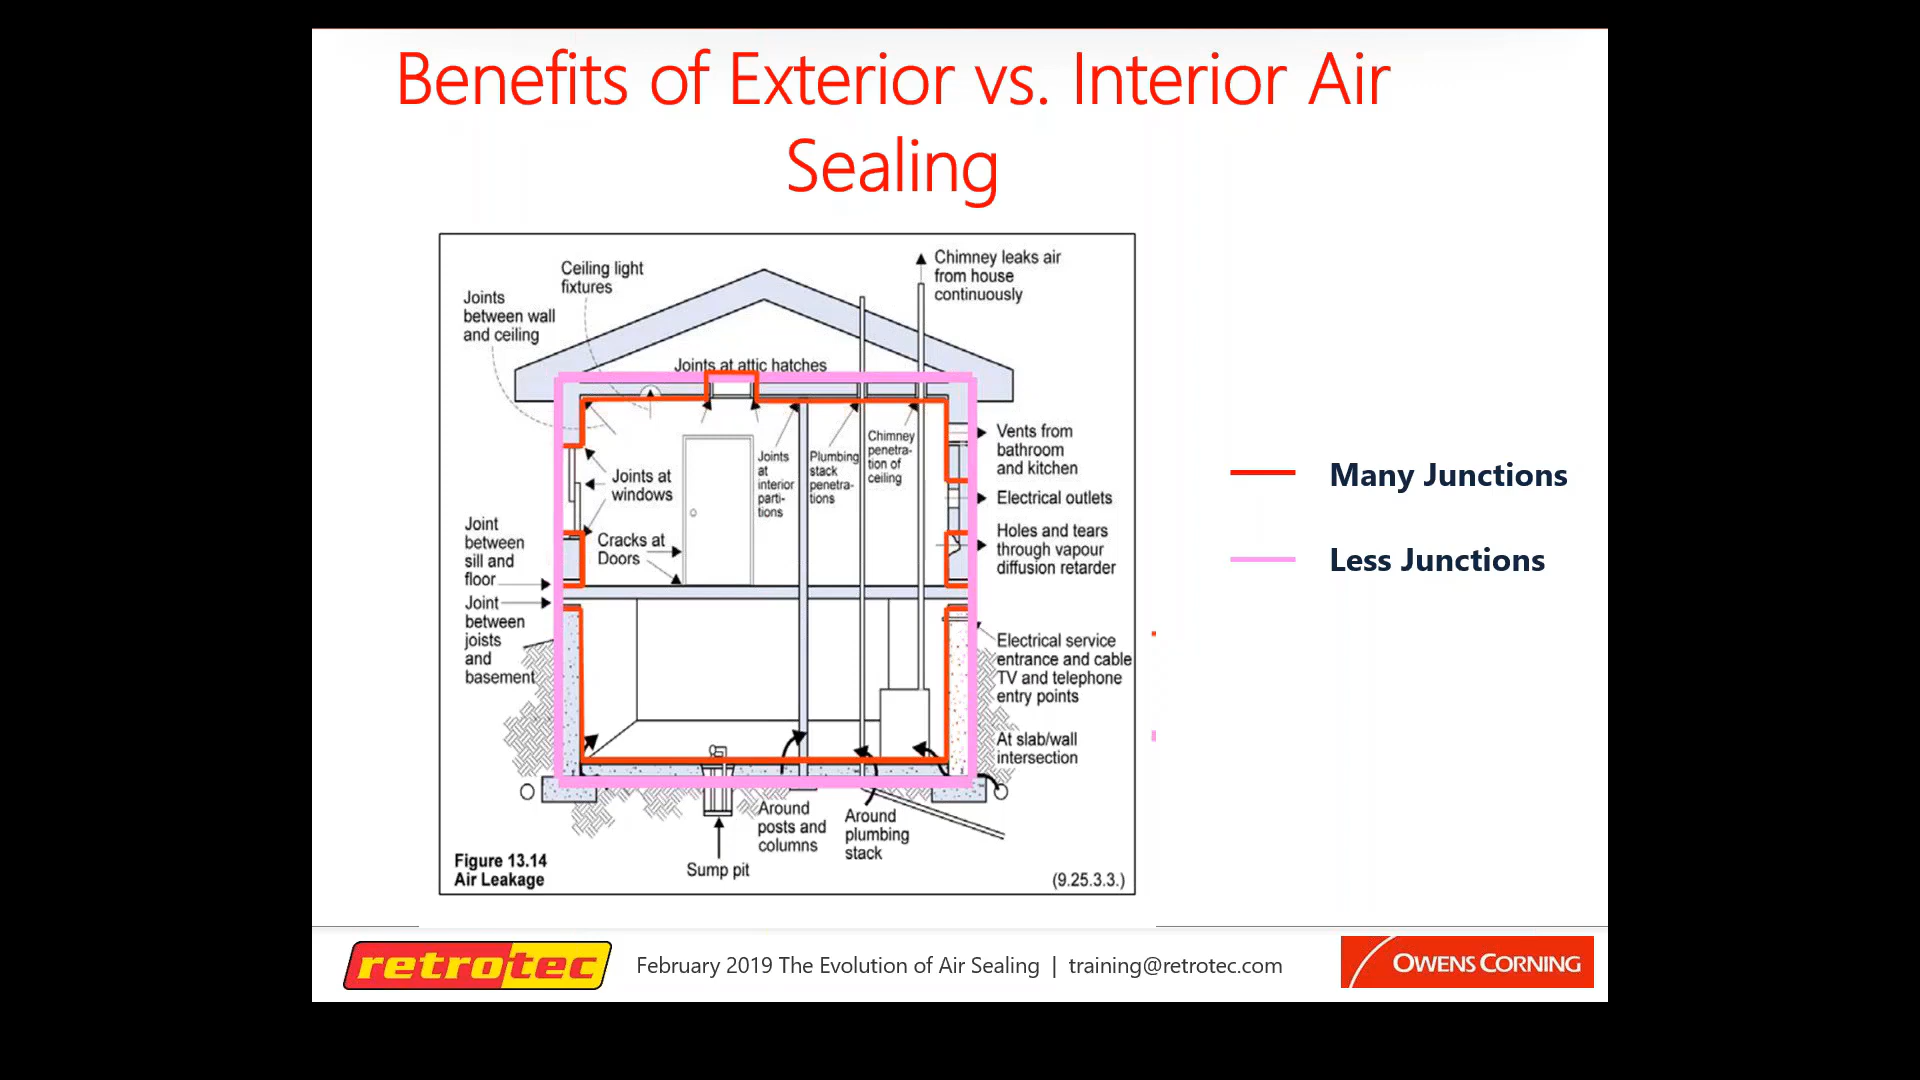 Benefits of Exterior vs. Interior Air
Sealing
Chimney leaks air
from house
continuously
Ceiling light
fixtures
Joints
between wall
and ceiling
Joints at attic hatches
Vents from
bathroom
and kitchen
Electrical outlets
Holes and tears
through vapour
diffusion retarder
Joints at
windows
Joints
at
interior
parti-
tions
Plumbing
stack
penetra-
tions
Chimney
penetra-
tion of
ceiling
Cracks at
Doors
Joint
between
sill and
floor
Joint
between
joists
and
basement
Electrical service
entrance and cable
TV and telephone
entry points
At slab/wall
intersection
Around
posts and
columns
Around
plumbing
stack
Sump pit
Figure 13.14
Air Leakage
(9.25.3.3.)
Many Junctions
Less Junctions
retrotec
February 2019 The Evolution of Air Sealing | training@retrotec.com
OWENS CORNING